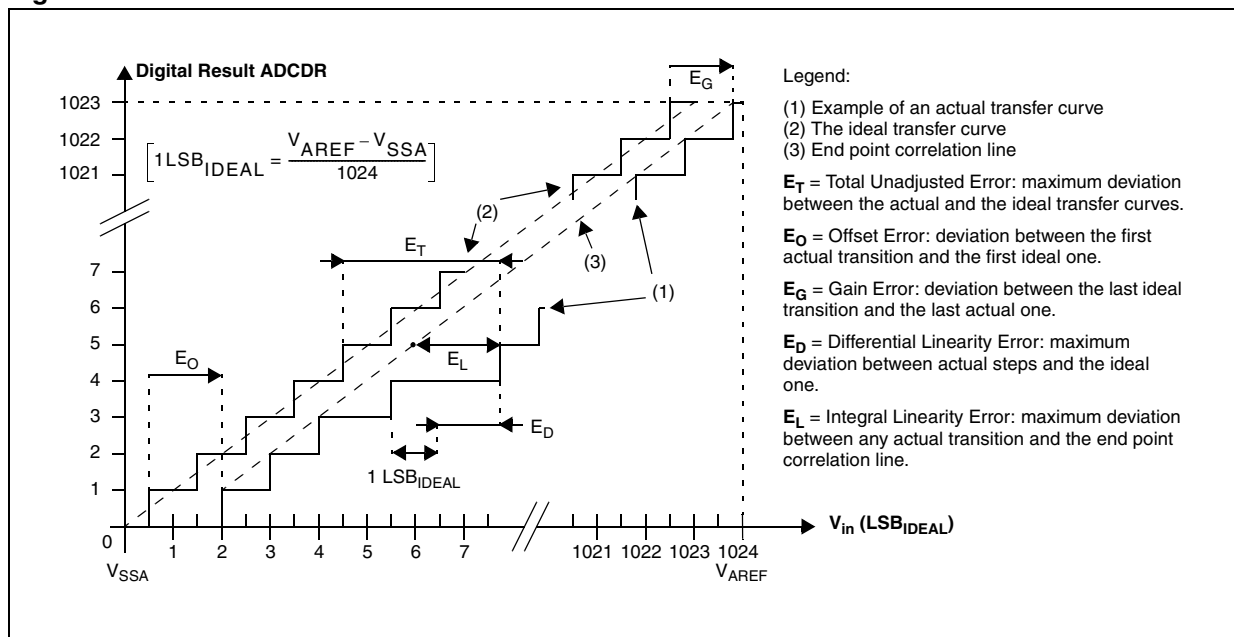 Digital Result ADCDR
E_G
1023
1022
1021
[1LSB_IDEAL = (V_AREF – V_SSA) / 1024]
(2)
E_T
(3)
(1)
7
6
5
4
3
2
1
0
E_O
E_L
E_D
1 LSB_IDEAL
1 2 3 4 5 6 7 1021 1022 1023 1024
V_in (LSB_IDEAL)
V_SSA
V_AREF
Legend:
(1) Example of an actual transfer curve
(2) The ideal transfer curve
(3) End point correlation line
E_T = Total Unadjusted Error: maximum deviation
between the actual and the ideal transfer curves.
E_O = Offset Error: deviation between the first
actual transition and the first ideal one.
E_G = Gain Error: deviation between the last ideal
transition and the last actual one.
E_D = Differential Linearity Error: maximum
deviation between actual steps and the ideal
one.
E_L = Integral Linearity Error: maximum deviation
between any actual transition and the end point
correlation line.